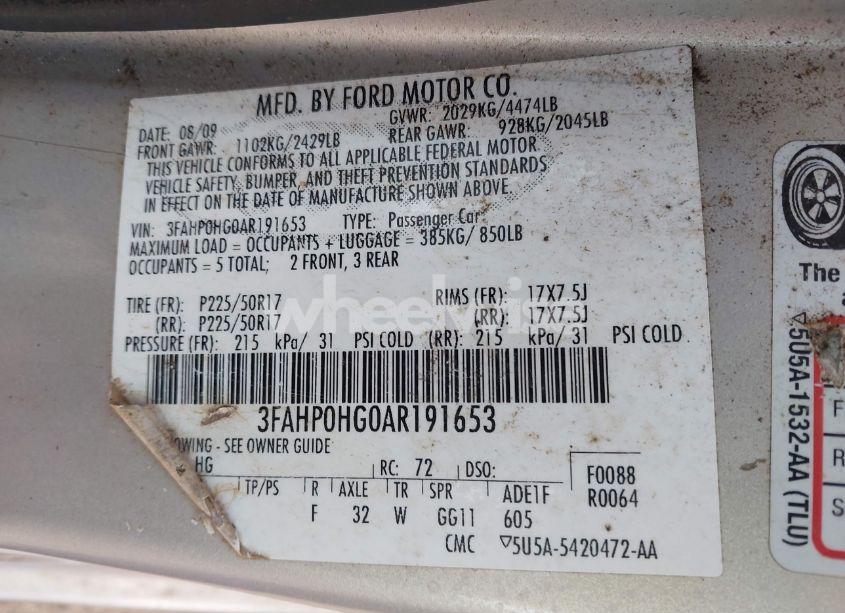 MFD. BY FORD MOTOR CO.
DATE: 08/09 GVWR: 2029KG/4474LB
FRONT GAWR: 1102KG/2429LB REAR GAWR: 928KG/2045LB
THIS VEHICLE CONFORMS TO ALL APPLICABLE FEDERAL MOTOR
VEHICLE SAFETY, BUMPER, AND THEFT PREVENTION STANDARDS
IN EFFECT ON THE DATE OF MANUFACTURE SHOWN ABOVE.
VIN: 3FAHP0HG0AR191653 TYPE: Passenger Car
MAXIMUM LOAD = OCCUPANTS + LUGGAGE = 385KG/ 850LB
OCCUPANTS = 5 TOTAL; 2 FRONT, 3 REAR
TIRE (FR): P225/50R17 RIMS (FR): 17X7.5J
(RR): P225/50R17 (RR): 17X7.5J
PRESSURE (FR): 215 kPa/ 31 PSI COLD (RR): 215 kPa/ 31 PSI COLD
3FAHP0HG0AR191653
OWING - SEE OWNER GUIDE
HG RC: 72 DSO: F0088
TP/PS R AXLE TR SPR ADE1F R0064
F 32 W GG11 605
CMC ▽5U5A-5420472-AA
The
a
▽5U5A-1532-AA (TLU)
F
R
S
wheelvi